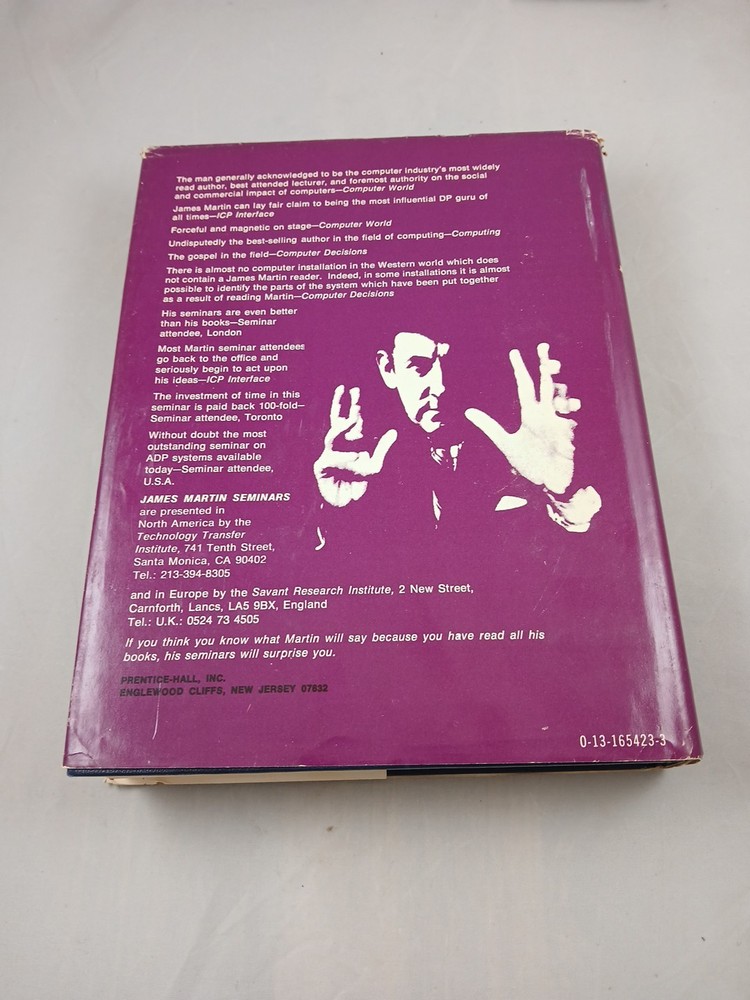 The man generally acknowledged to be the computer industry's most widely
read author, best attended lecturer, and foremost authority on the social
and commercial impact of computers—Computer World
James Martin can lay fair claim to being the most influential DP guru of
all times—ICP Interface
Forceful and magnetic on stage—Computer World
Undisputedly the best-selling author in the field of computing—Computing
The gospel in the field—Computer Decisions
There is almost no computer installation in the Western world which does
not contain a James Martin reader. Indeed, in some installations it is almost
possible to identify the parts of the system which have been put together
as a result of reading Martin—Computer Decisions
His seminars are even better
than his books—Seminar
attendee, London
Most Martin seminar attendees
go back to the office and
seriously begin to act upon
his ideas—ICP Interface
The investment of time in this
seminar is paid back 100-fold—
Seminar attendee, Toronto
Without doubt the most
outstanding seminar on
ADP systems available
today—Seminar attendee,
U.S.A.
JAMES MARTIN SEMINARS
are presented in
North America by the
Technology Transfer
Institute, 741 Tenth Street,
Santa Monica, CA 90402
Tel.: 213-394-8305
and in Europe by the Savant Research Institute, 2 New Street,
Carnforth, Lancs, LA5 9BX, England
Tel.: U.K.: 0524 73 4505
If you think you know what Martin will say because you have read all his
books, his seminars will surprise you.
PRENTICE-HALL, INC.
ENGLEWOOD CLIFFS, NEW JERSEY 07632
0-13-165423-3